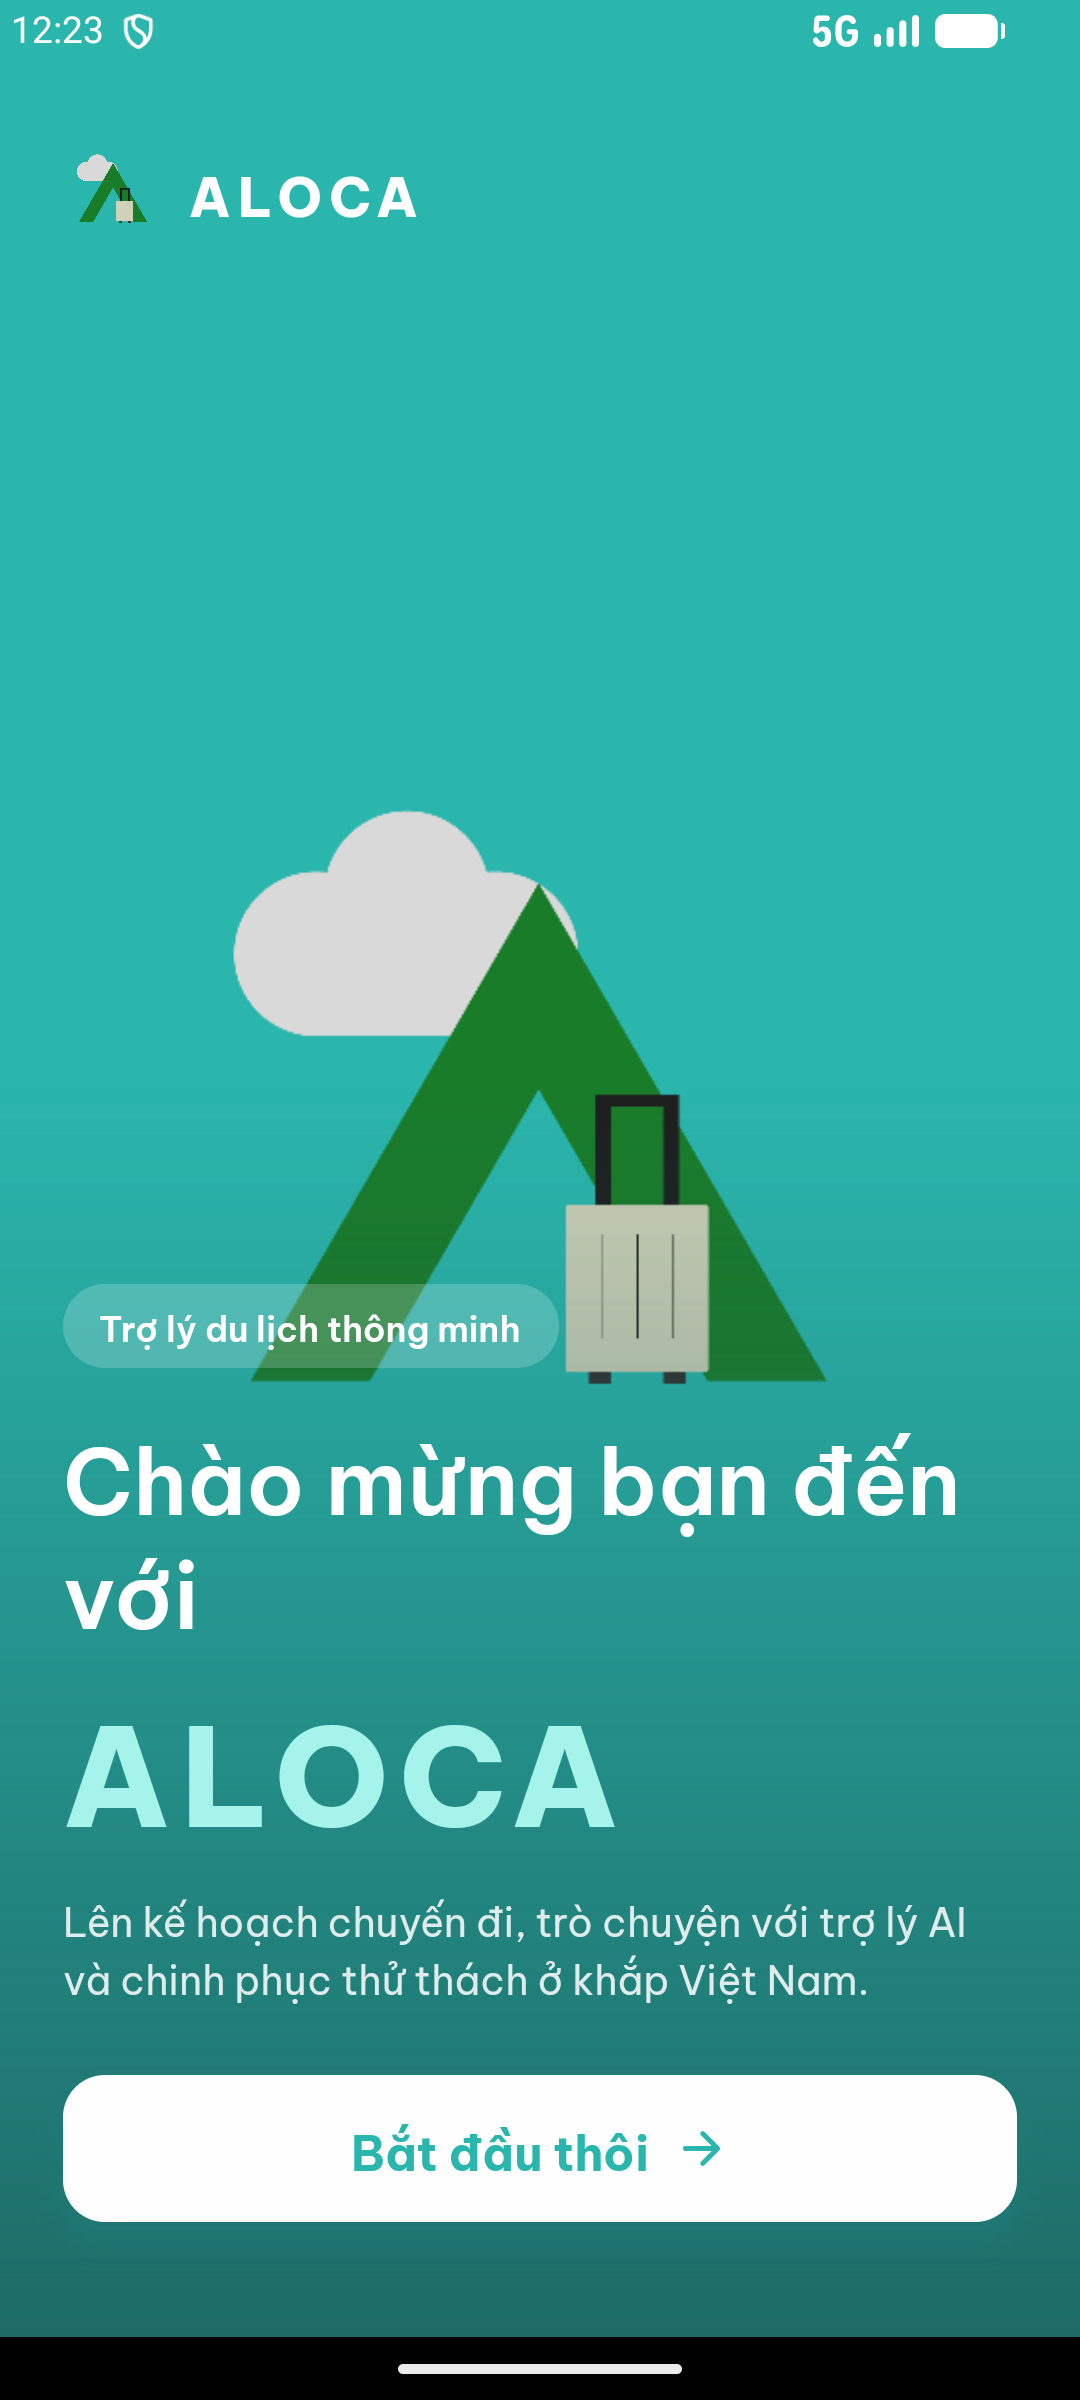 12:23
5G
ALOCA
Trợ lý du lịch thông minh
Chào mừng bạn đến
với
ALOCA
Lên kế hoạch chuyến đi, trò chuyện với trợ lý AI
và chinh phục thử thách ở khắp Việt Nam.
Bắt đầu thôi →